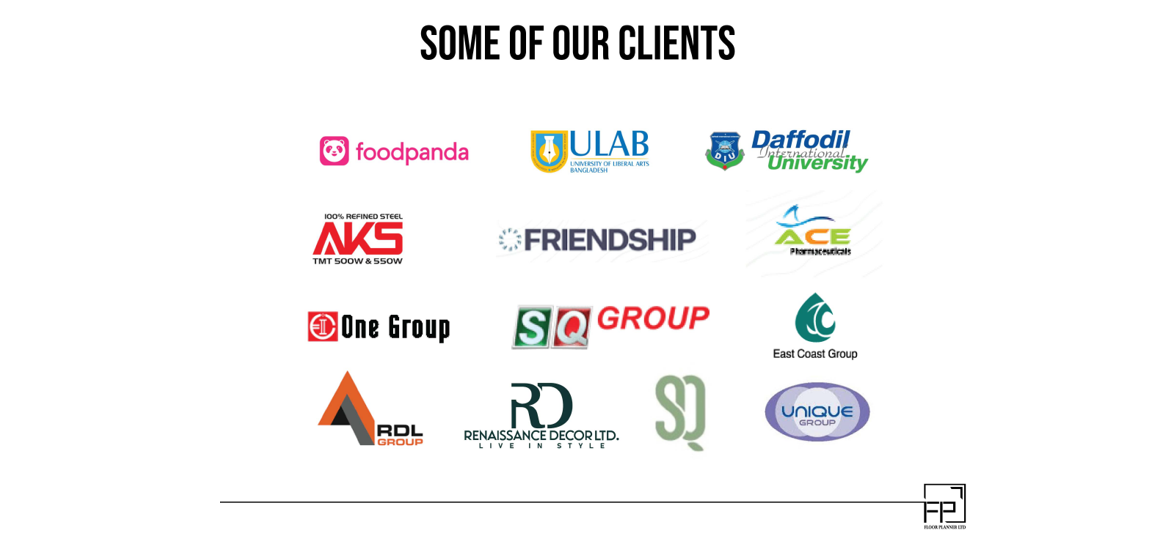 SOME OF OUR CLIENTS
foodpanda
ULAB
UNIVERSITY OF LIBERAL ARTS
BANGLADESH
DIU
Daffodil
International
University
100% REFINED STEEL
AKS
TMT 500W & 550W
FRIENDSHIP
ACE
Pharmaceuticals
One Group
SQ GROUP
East Coast Group
RDL
GROUP
RD
RENAISSANCE DECOR LTD.
LIVE IN STYLE
SQ
UNIQUE
GROUP
FP
FLOOR PLANNER LTD